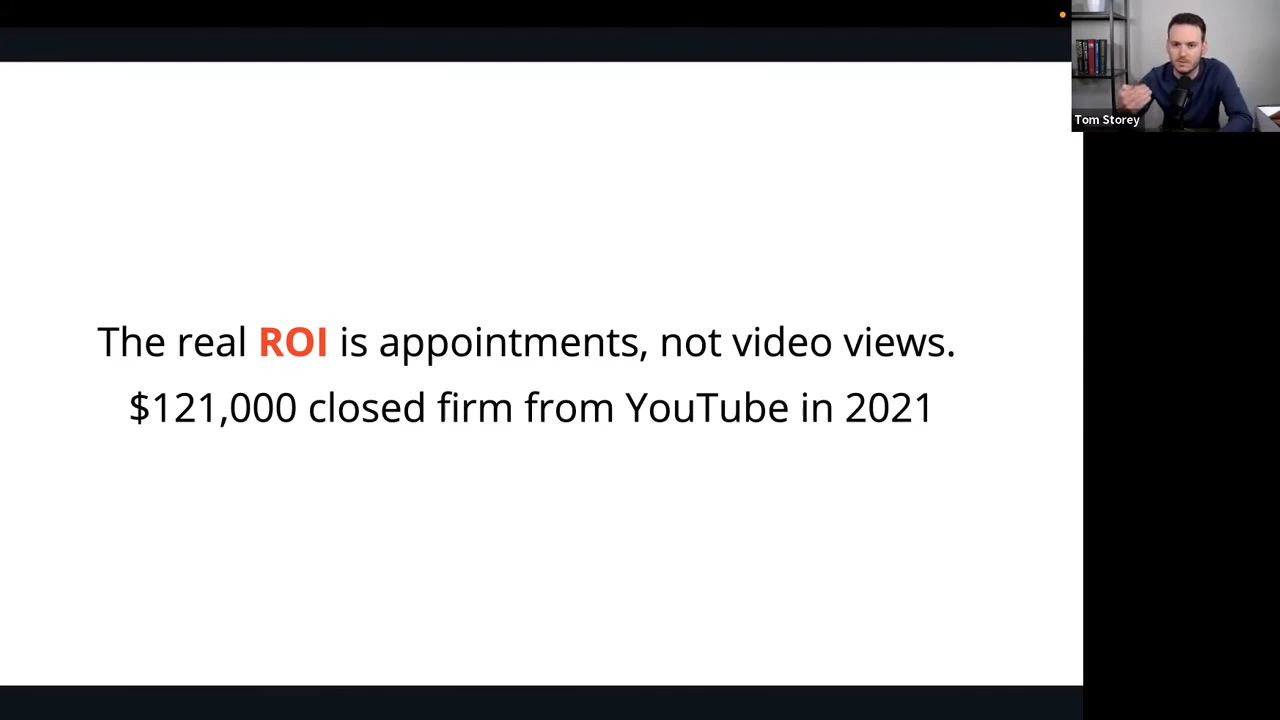 Tom Storey
The real ROI is appointments, not video views.
$121,000 closed firm from YouTube in 2021